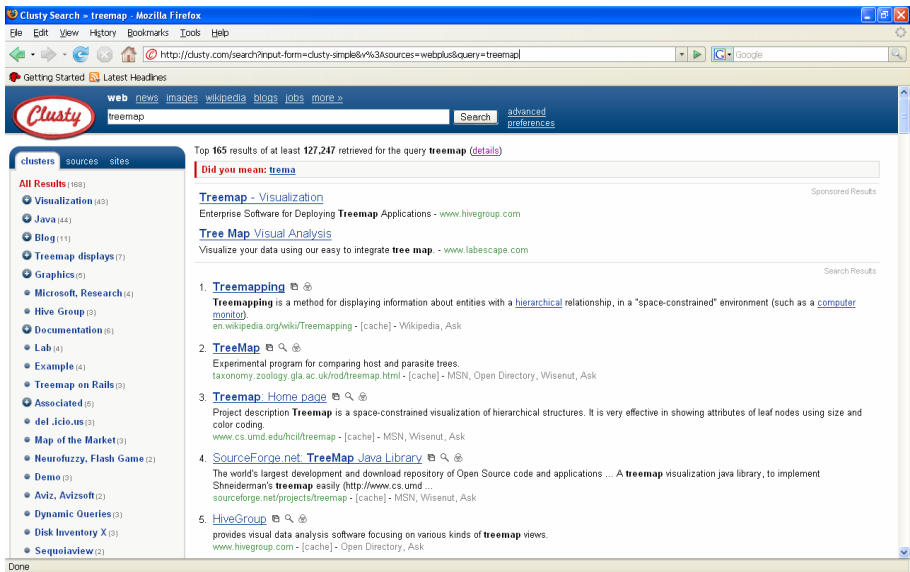 Clusty Search » treemap - Mozilla Firefox
File Edit View History Bookmarks Tools Help
http://clusty.com/search?input-form=clusty-simple&v%3Asources=webplus&query=treemap
G Google
Getting Started Latest Headlines
Clusty
web news images wikipedia blogs jobs more »
treemap Search advanced
preferences
clusters sources sites
All Results (168)
Visualization (43)
Java (44)
Blog (11)
Treemap displays (7)
Graphics (5)
Microsoft, Research (4)
Hive Group (3)
Documentation (6)
Lab (4)
Example (4)
Treemap on Rails (3)
Associated (5)
del .icio.us (3)
Map of the Market (3)
Neurofuzzy, Flash Game (2)
Demo (3)
Aviz, Avizsoft (2)
Dynamic Queries (3)
Disk Inventory X (3)
Sequoiaview (2)
Top 165 results of at least 127,247 retrieved for the query treemap (details)
Did you mean: trema
Sponsored Results
Treemap - Visualization
Enterprise Software for Deploying Treemap Applications - www.hivegroup.com
Tree Map Visual Analysis
Visualize your data using our easy to integrate tree map. - www.labescape.com
Search Results
1. Treemapping
Treemapping is a method for displaying information about entities with a hierarchical relationship, in a "space-constrained" environment (such as a computer
monitor).
en.wikipedia.org/wiki/Treemapping - [cache] - Wikipedia, Ask
2. TreeMap
Experimental program for comparing host and parasite trees.
taxonomy.zoology.gla.ac.uk/rod/treemap.html - [cache] - MSN, Open Directory, Wisenut, Ask
3. Treemap: Home page
Project description Treemap is a space-constrained visualization of hierarchical structures. It is very effective in showing attributes of leaf nodes using size and
color coding.
www.cs.umd.edu/hcil/treemap - [cache] - MSN, Wisenut, Ask
4. SourceForge.net: TreeMap Java Library
The world's largest development and download repository of Open Source code and applications ... A treemap visualization java library, to implement
Shneiderman's treemap easily (http://www.cs.umd ...
sourceforge.net/projects/treemap - [cache] - MSN, Wisenut, Ask
5. HiveGroup
provides visual data analysis software focusing on various kinds of treemap views.
www.hivegroup.com - [cache] - Open Directory, Ask
Done